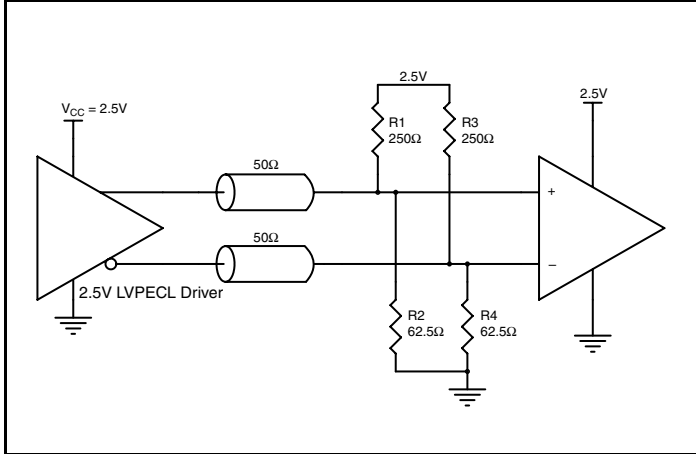 2.5V
V_CC = 2.5V
R1
250Ω
R3
250Ω
2.5V
50Ω
+
50Ω
−
2.5V LVPECL Driver
R2
62.5Ω
R4
62.5Ω